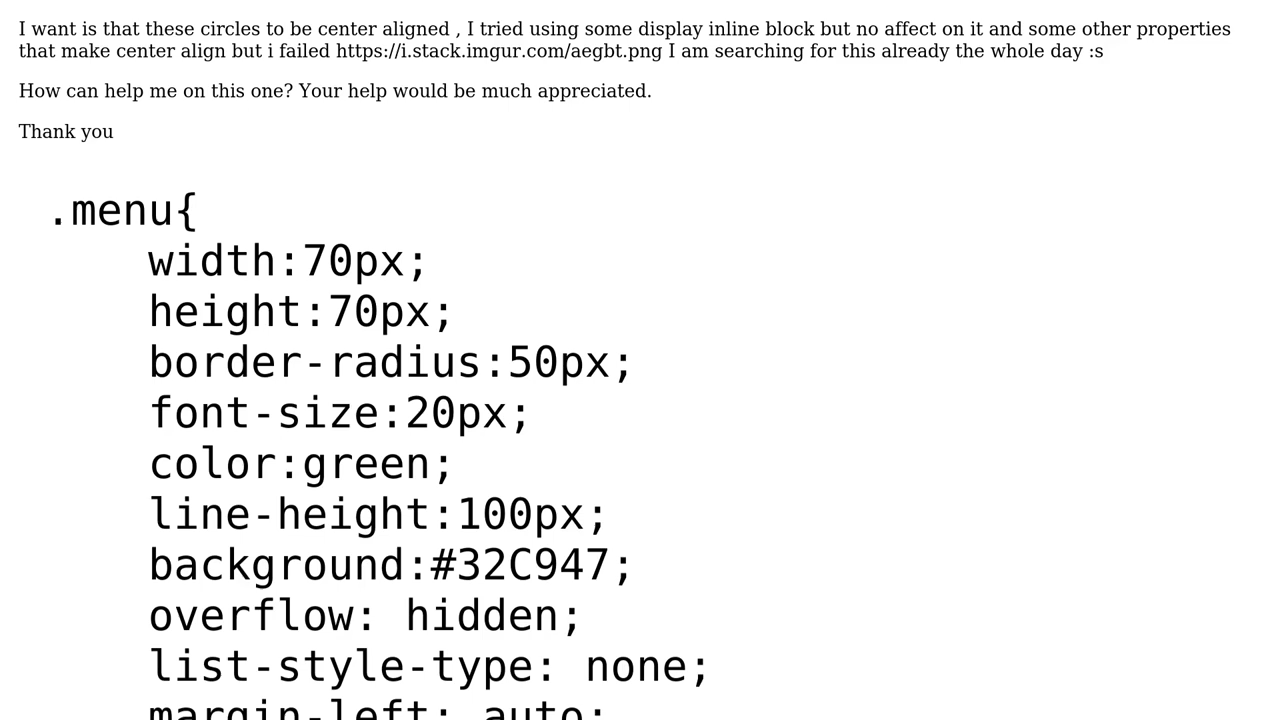 I want is that these circles to be center aligned , I tried using some display inline block but no affect on it and some other properties
that make center align but i failed https://i.stack.imgur.com/aegbt.png I am searching for this already the whole day :s
How can help me on this one? Your help would be much appreciated.
Thank you
.menu{
width:70px;
height:70px;
border-radius:50px;
font-size:20px;
color:green;
line-height:100px;
background:#32C947;
overflow: hidden;
list-style-type: none;
margin-left: auto;